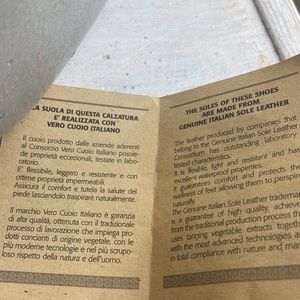 LA SUOLA DI QUESTA CALZATURA
E' REALIZZATA CON
VERO CUOIO ITALIANO
Il cuoio prodotto dalle aziende aderenti
al Consorzio Vero Cuoio Italiano possie-
de proprietà eccezionali, testate in labo-
ratorio.
E' flessibile, leggero e resistente e con
ottime proprietà impermeabili.
Assicura il comfort e tutela la salute del
piede lasciandolo traspirare naturalmente.
Il marchio Vero Cuoio Italiano è garanzia
di alta qualità, ottenuta con il tradizionale
processo di lavorazione che impiega pro-
dotti concianti di origine vegetale, con le
più moderne tecnologie e nel più scrupo-
loso rispetto della natura e dell'uomo.
THE SOLES OF THESE SHOES
ARE MADE FROM
GENUINE ITALIAN SOLE LEATHER
The leather produced by companies that
belong to the Genuine Italian Sole Leather
Consortium has outstanding laboratory
tested characteristics.
It is flexible, light and resistant and has
excellent waterproof properties.
It guarantees comfort and protects the
wellness of feet allowing them to perspire
naturally.
The Genuine Italian Sole Leather trademark
is a guarantee of high quality, achieved
from the traditional production process that
uses tanning vegetable extracts together
with the most advanced technologies and
in total compliance with nature and man.